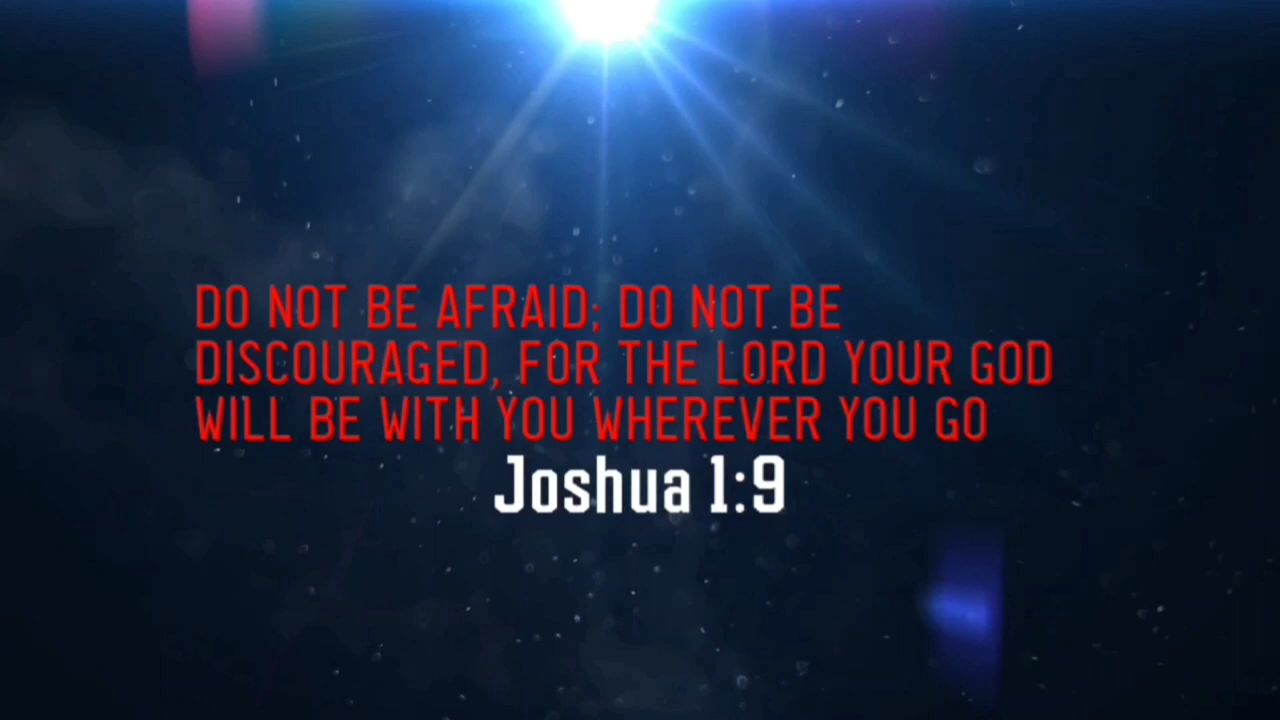 DO NOT BE AFRAID; DO NOT BE
DISCOURAGED, FOR THE LORD YOUR GOD
WILL BE WITH YOU WHEREVER YOU GO
Joshua 1:9